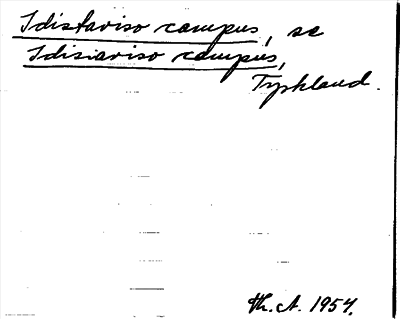 Idistaviso campus, se
Idisiaviso campus,
Tyskland.
Th. A. 1954.